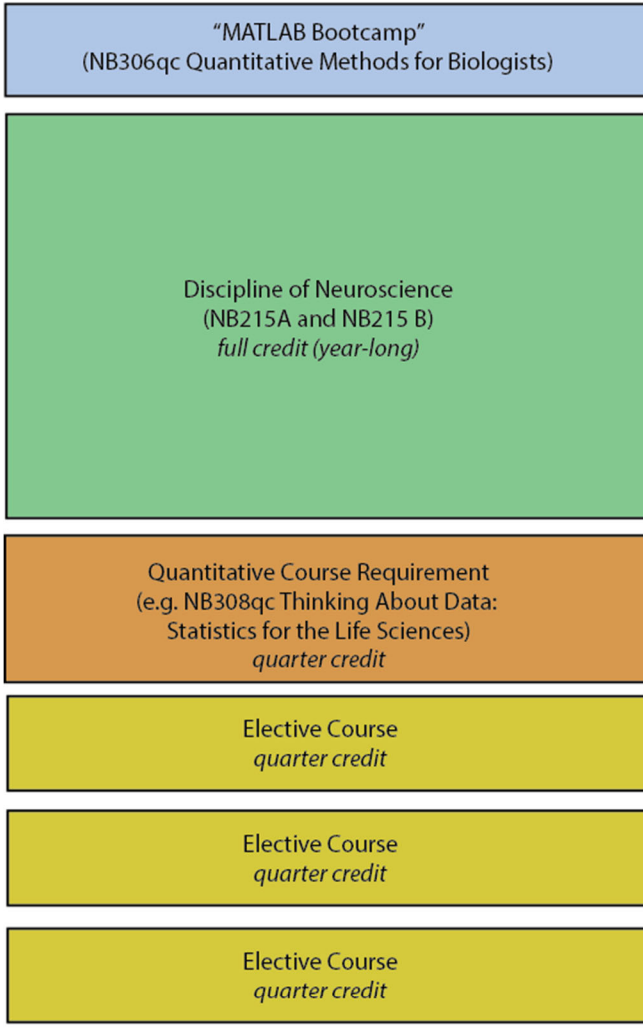 “MATLAB Bootcamp”
(NB306qc Quantitative Methods for Biologists)
Discipline of Neuroscience
(NB215A and NB215 B)
full credit (year-long)
Quantitative Course Requirement
(e.g. NB308qc Thinking About Data:
Statistics for the Life Sciences)
quarter credit
Elective Course
quarter credit
Elective Course
quarter credit
Elective Course
quarter credit